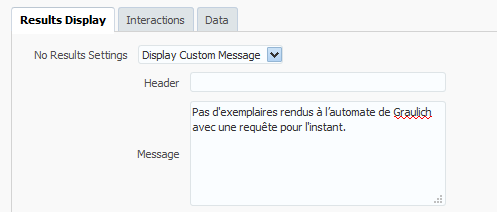 Results Display Interactions Data
No Results Settings Display Custom Message
Header
Pas d'exemplaires rendus à l'automate de Graulich
avec une requête pour l'instant.
Message